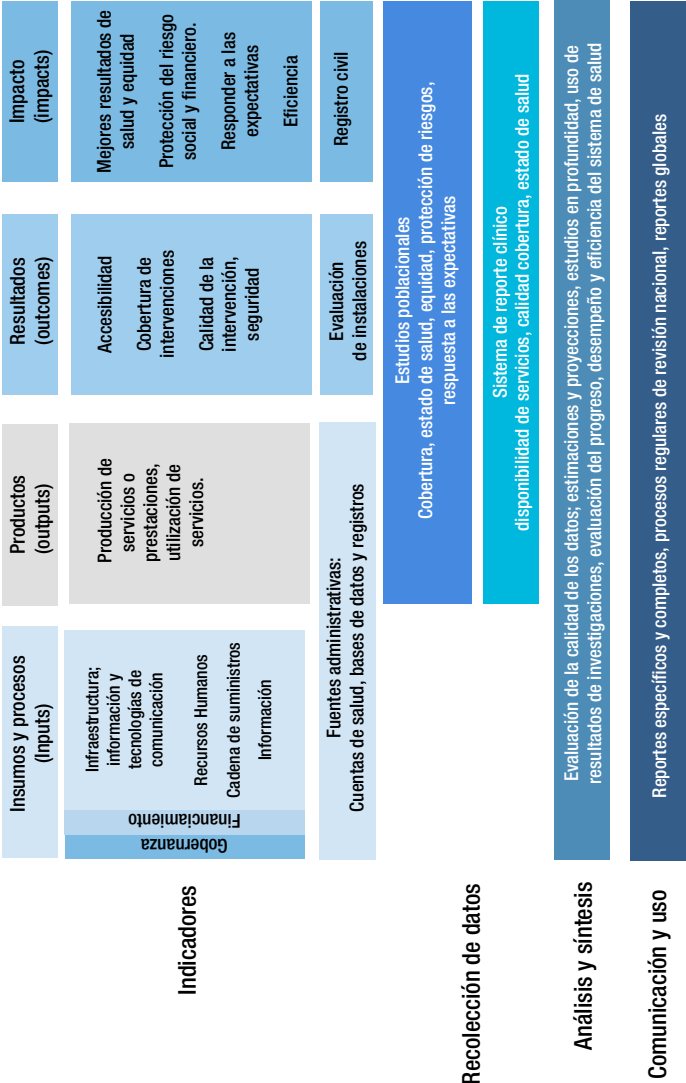 Insumos y procesos
(Inputs)
Productos
(outputs)
Resultados
(outcomes)
Impacto
(impacts)
Indicadores
Gobernanza
Financiamiento
Infraestructura;
información y
tecnologías de
comunicación
Recursos Humanos
Cadena de suministros
Información
Producción de
servicios o
prestaciones,
utilización de
servicios.
Accesibilidad
Cobertura de
intervenciones
Calidad de la
intervención,
seguridad
Mejores resultados de
salud y equidad
Protección del riesgo
social y financiero.
Responder a las
expectativas
Eficiencia
Recolección de datos
Fuentes administrativas:
Cuentas de salud, bases de datos y registros
Evaluación
de instalaciones
Registro civil
Estudios poblacionales
Cobertura, estado de salud, equidad, protección de riesgos,
respuesta a las expectativas
Sistema de reporte clínico
disponibilidad de servicios, calidad cobertura, estado de salud
Análisis y síntesis
Evaluación de la calidad de los datos; estimaciones y proyecciones, estudios en profundidad, uso de
resultados de investigaciones, evaluación del progreso, desempeño y eficiencia del sistema de salud
Comunicación y uso
Reportes específicos y completos, procesos regulares de revisión nacional, reportes globales